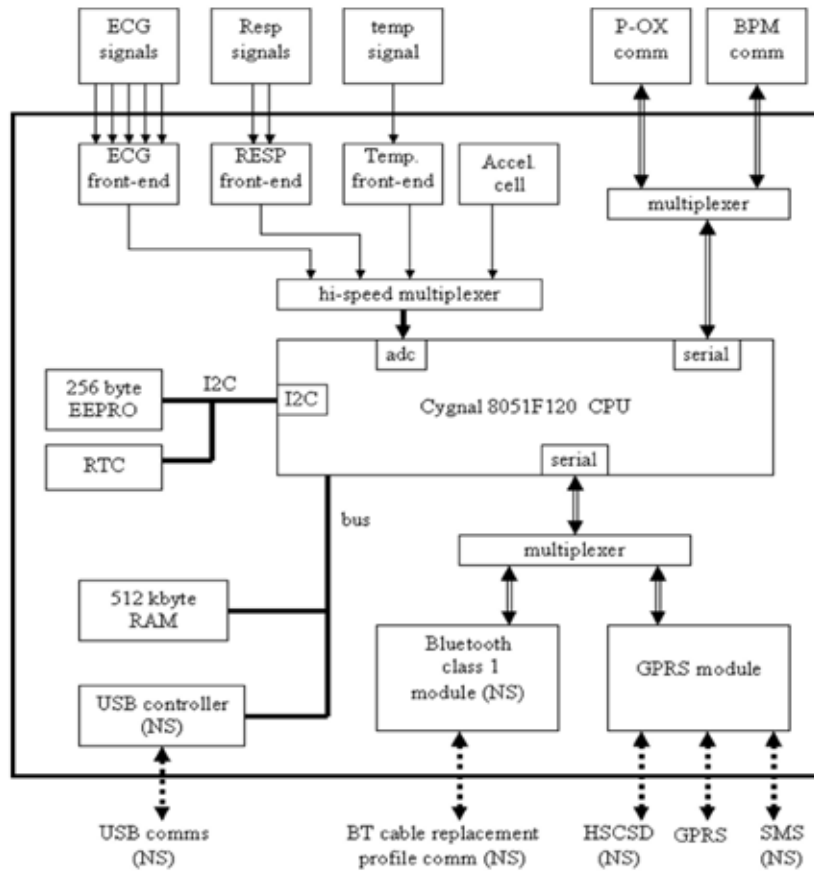 ECG
signals
Resp
signals
temp
signal
P-OX
comm
BPM
comm
ECG
front-end
RESP
front-end
Temp.
front-end
Accel.
cell
multiplexer
hi-speed multiplexer
adc
serial
256 byte
EEPRO
I2C
I2C
Cygnal 8051F120 CPU
RTC
serial
bus
multiplexer
512 kbyte
RAM
Bluetooth
class 1
module (NS)
GPRS module
USB controller
(NS)
USB comms
(NS)
BT cable replacement
profile comm (NS)
HSCSD
(NS)
GPRS
SMS
(NS)